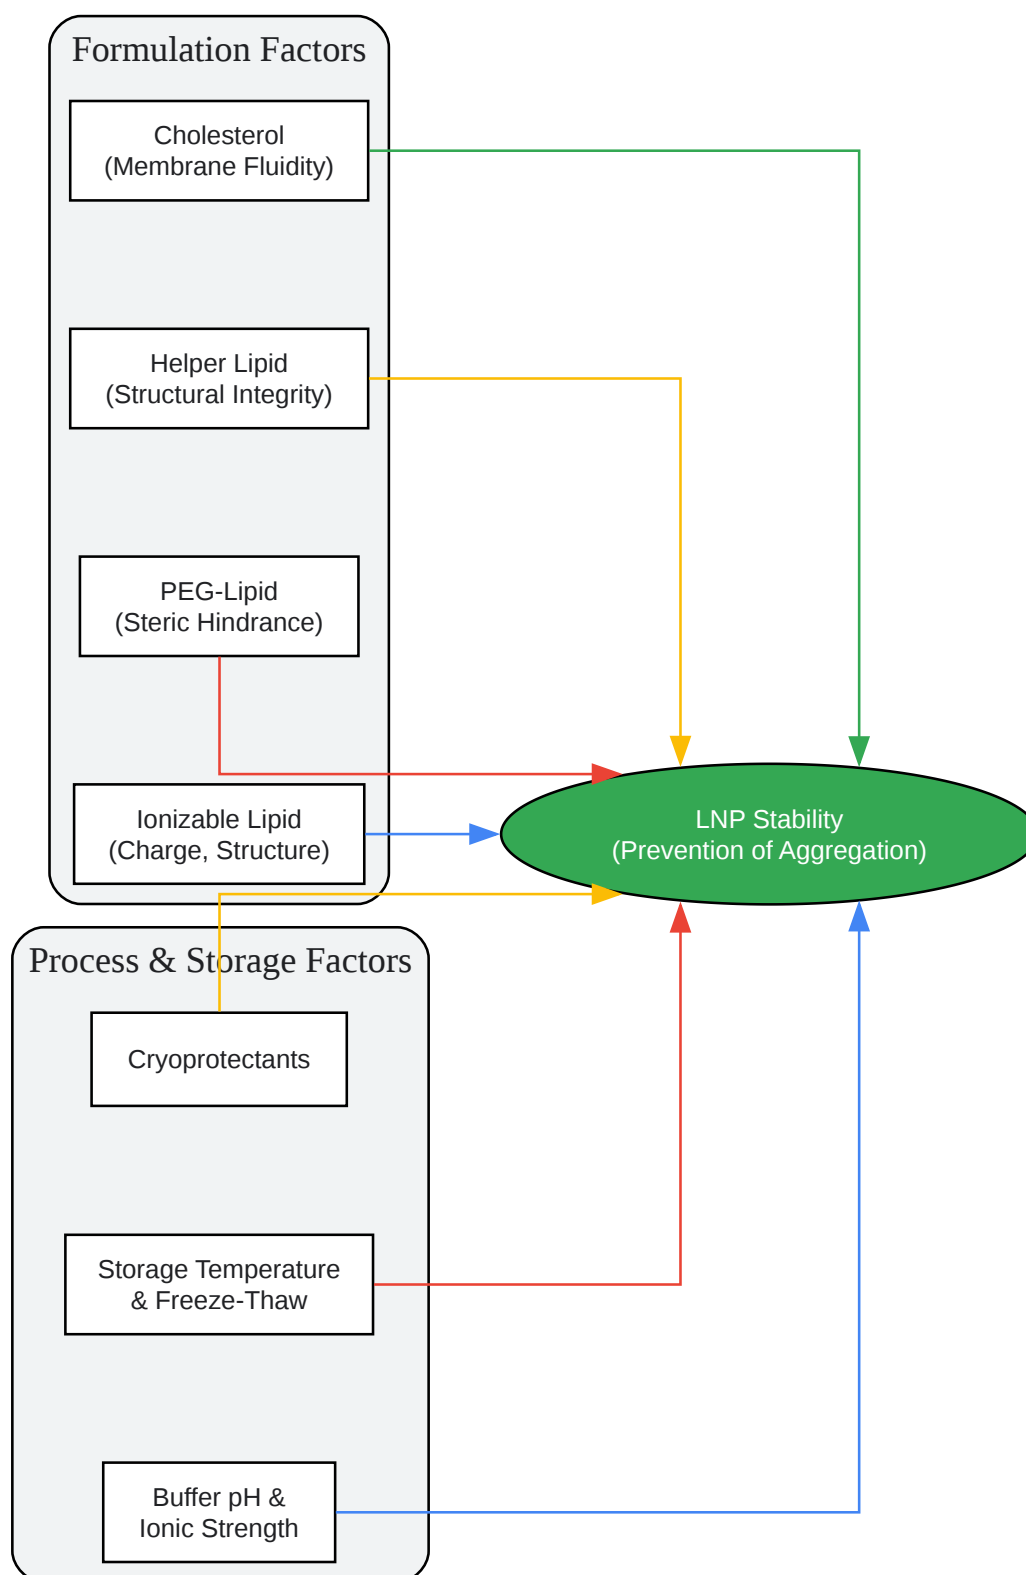 Formulation Factors
Cholesterol
(Membrane Fluidity)
Helper Lipid
(Structural Integrity)
PEG-Lipid
(Steric Hindrance)
Ionizable Lipid
(Charge, Structure)
LNP Stability
(Prevention of Aggregation)
Process & Storage Factors
Cryoprotectants
Storage Temperature
& Freeze-Thaw
Buffer pH &
Ionic Strength